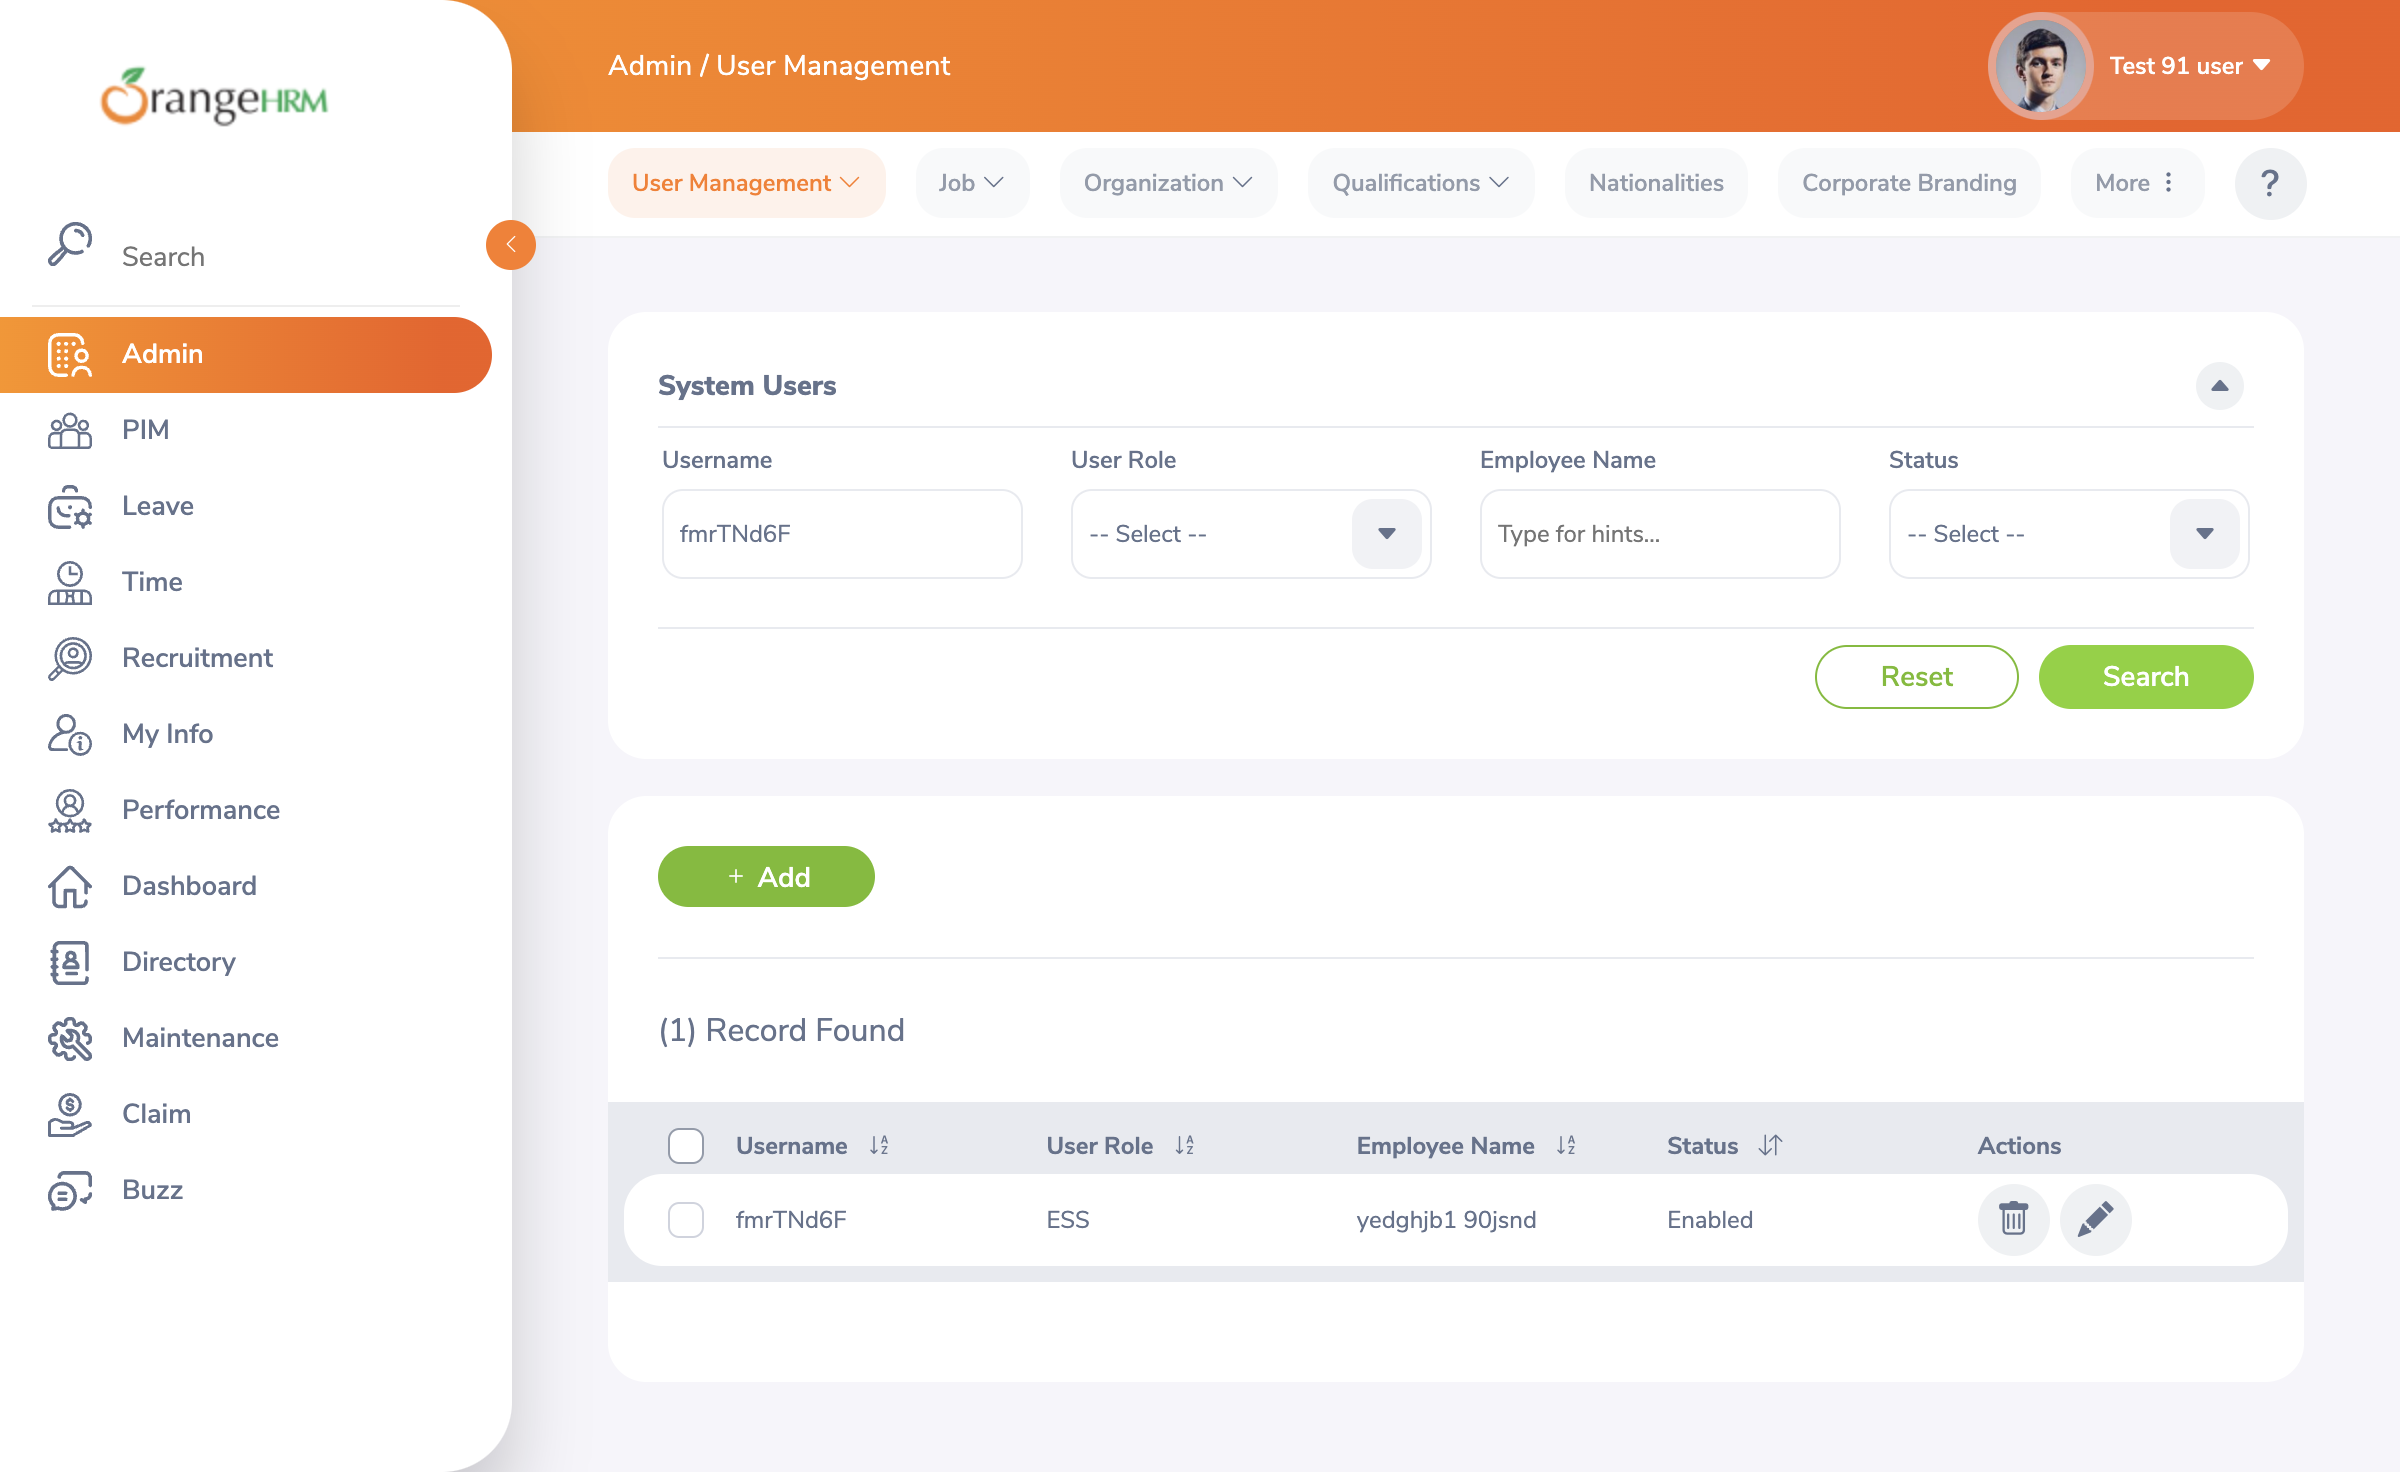 OrangeHRM
Admin / User Management
Test 91 user
User Management
Job
Organization
Qualifications
Nationalities
Corporate Branding
More
?
Search
Admin
PIM
Leave
Time
Recruitment
My Info
Performance
Dashboard
Directory
Maintenance
Claim
Buzz
System Users
Username
User Role
Employee Name
Status
fmrTNd6F
-- Select --
Type for hints...
-- Select --
Reset
Search
+ Add
(1) Record Found
Username
User Role
Employee Name
Status
Actions
fmrTNd6F
ESS
yedghjb1 90jsnd
Enabled